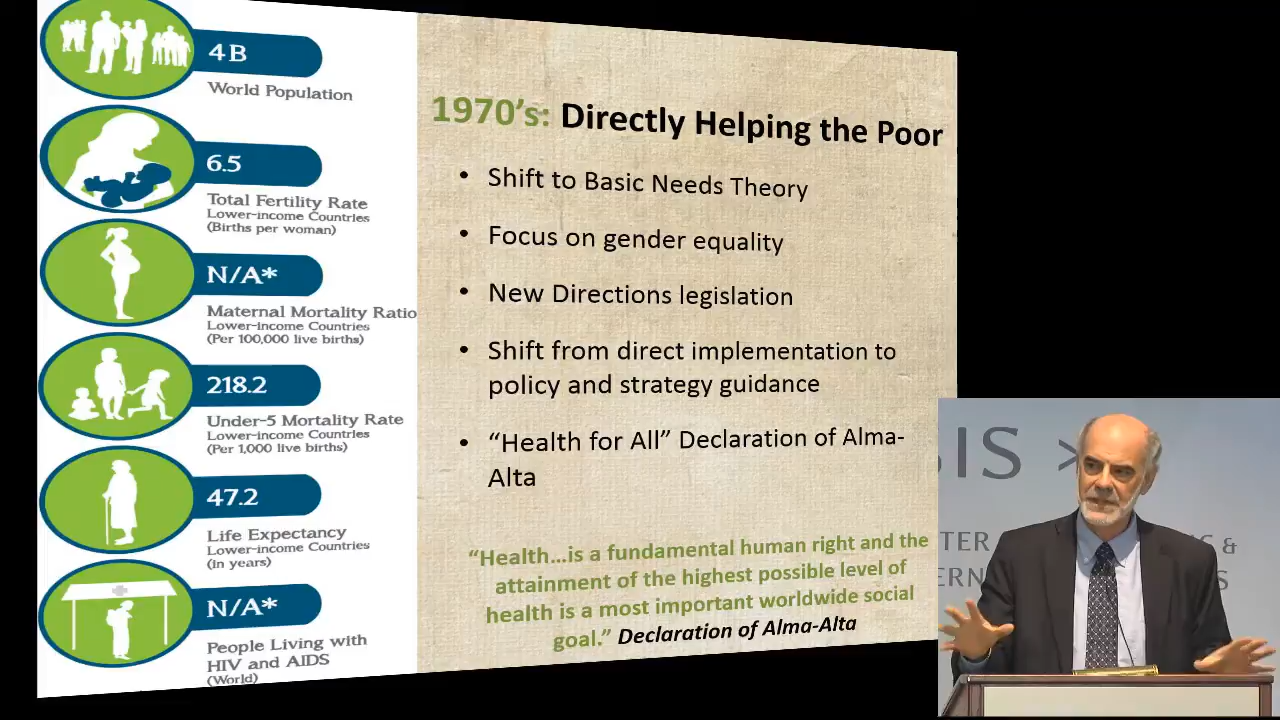 4 B
World Population
6.5
Total Fertility Rate
Lower-income Countries
(Births per woman)
N/A*
Maternal Mortality Ratio
Lower-income Countries
(Per 100,000 live births)
218.2
Under-5 Mortality Rate
Lower-income Countries
(Per 1,000 live births)
47.2
Life Expectancy
Lower-income Countries
(in years)
N/A*
People Living with
HIV and AIDS
(World)
1970's: Directly Helping the Poor
• Shift to Basic Needs Theory
• Focus on gender equality
• New Directions legislation
• Shift from direct implementation to
policy and strategy guidance
• “Health for All” Declaration of Alma-
Alta
“Health...is a fundamental human right and the
attainment of the highest possible level of
health is a most important worldwide social
goal.” Declaration of Alma-Alta
SIS
TER
&
ERN
S